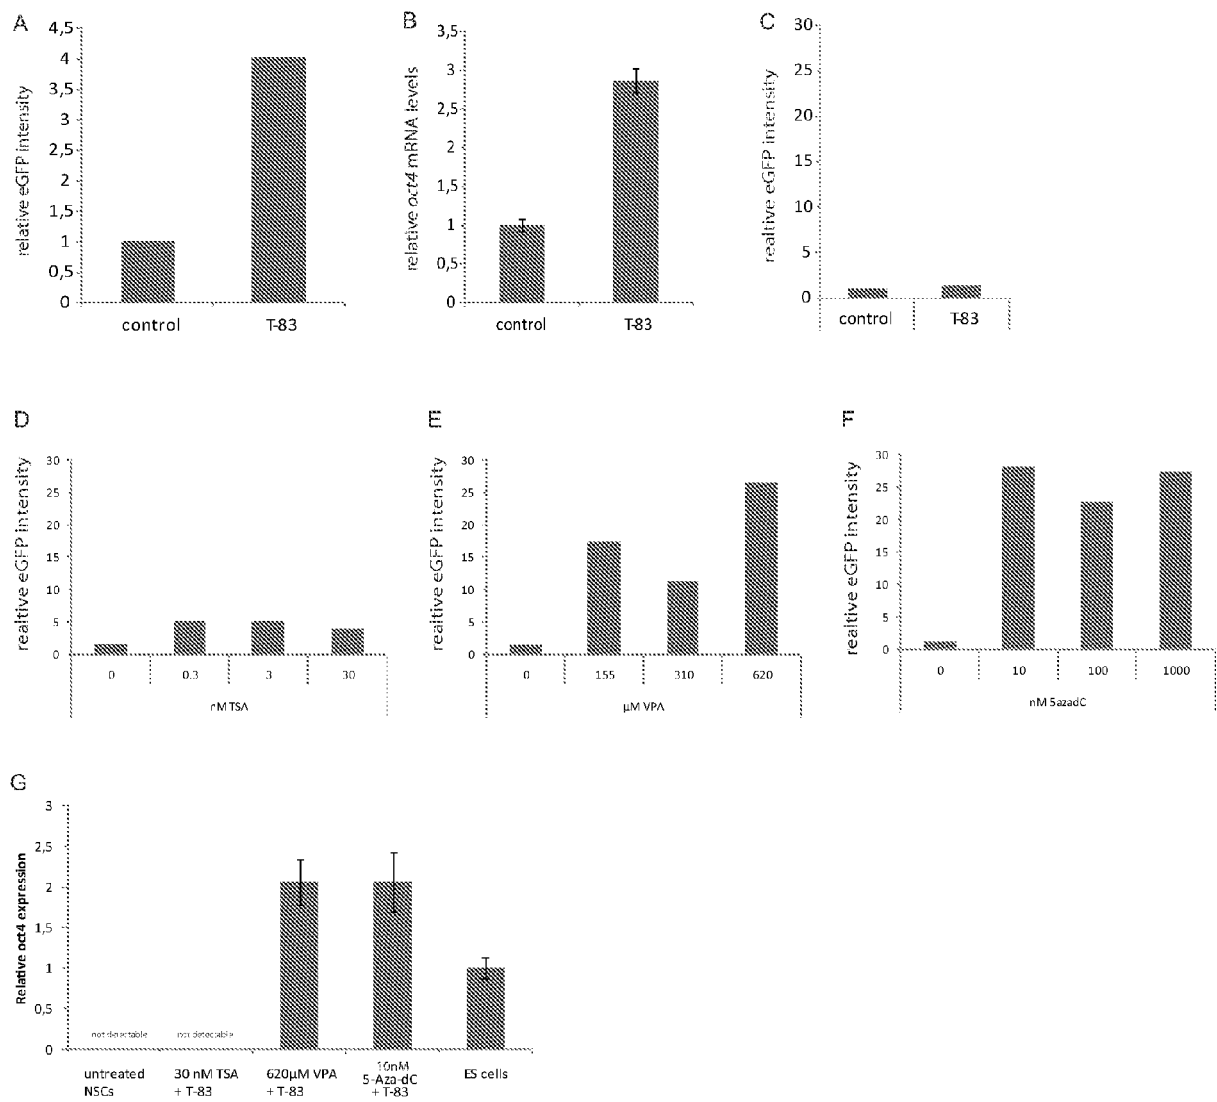 A
4,5
4
3,5
3
2,5
2
1,5
1
0,5
0
relative eGFP intensity
control T-83
B
3,5
3
2,5
2
1,5
1
0,5
0
relative oct4 mRNA levels
control T-83
C
30
25
20
15
10
5
0
realtive eGFP intensity
control T-83
D
30
25
20
15
10
5
0
realtive eGFP intensity
0 0.3 3 30
nM TSA
E
30
25
20
15
10
5
0
realtive eGFP intensity
0 155 310 620
µM VPA
F
30
25
20
15
10
5
0
realtive eGFP intensity
0 10 100 1000
nM 5azadC
G
3
2,5
2
1,5
1
0,5
0
Relative oct4 expression
not detectable not detectable
untreated
NSCs
30 nM TSA
+ T-83
620µM VPA
+ T-83
10nM
5-Aza-dC
+ T-83
ES cells